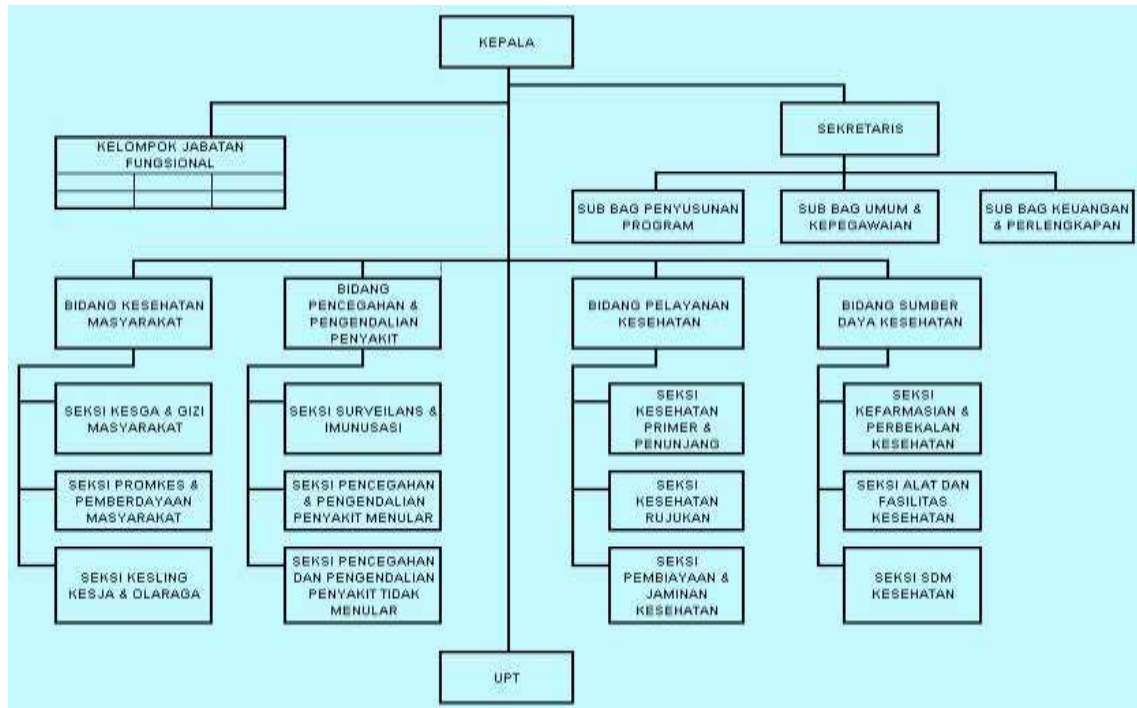 KEPALA
SEKRETARIS
KELOMPOK JABATAN
FUNGSIONAL
SUB BAG PENYUSUNAN
PROGRAM
SUB BAG UMUM &
KEPEGAWAIAN
SUB BAG KEUANGAN
& PERLENGKAPAN
BIDANG KESEHATAN
MASYARAKAT
BIDANG
PENCEGAHAN &
PENGENDALIAN
PENYAKIT
BIDANG PELAYANAN
KESEHATAN
BIDANG SUMBER
DAYA KESEHATAN
SEKSI KESGA & GIZI
MASYARAKAT
SEKSI SURVEILANS &
IMUNUSASI
SEKSI
KESEHATAN
PRIMER &
PENUNJANG
SEKSI
KEFARMASIAN &
PERBEKALAN
KESEHATAN
SEKSI PROMKES &
PEMBERDAYAAN
MASYARAKAT
SEKSI PENCEGAHAN
& PENGENDALIAN
PENYAKIT MENULAR
SEKSI
KESEHATAN
RUJUKAN
SEKSI ALAT DAN
FASILITAS
KESEHATAN
SEKSI KESLING
KESJA & OLARAGA
SEKSI PENCEGAHAN
DAN PENGENDALIAN
PENYAKIT TIDAK
MENULAR
SEKSI
PEMBIAYAAN &
JAMINAN
KESEHATAN
SEKSI SDM
KESEHATAN
UPT